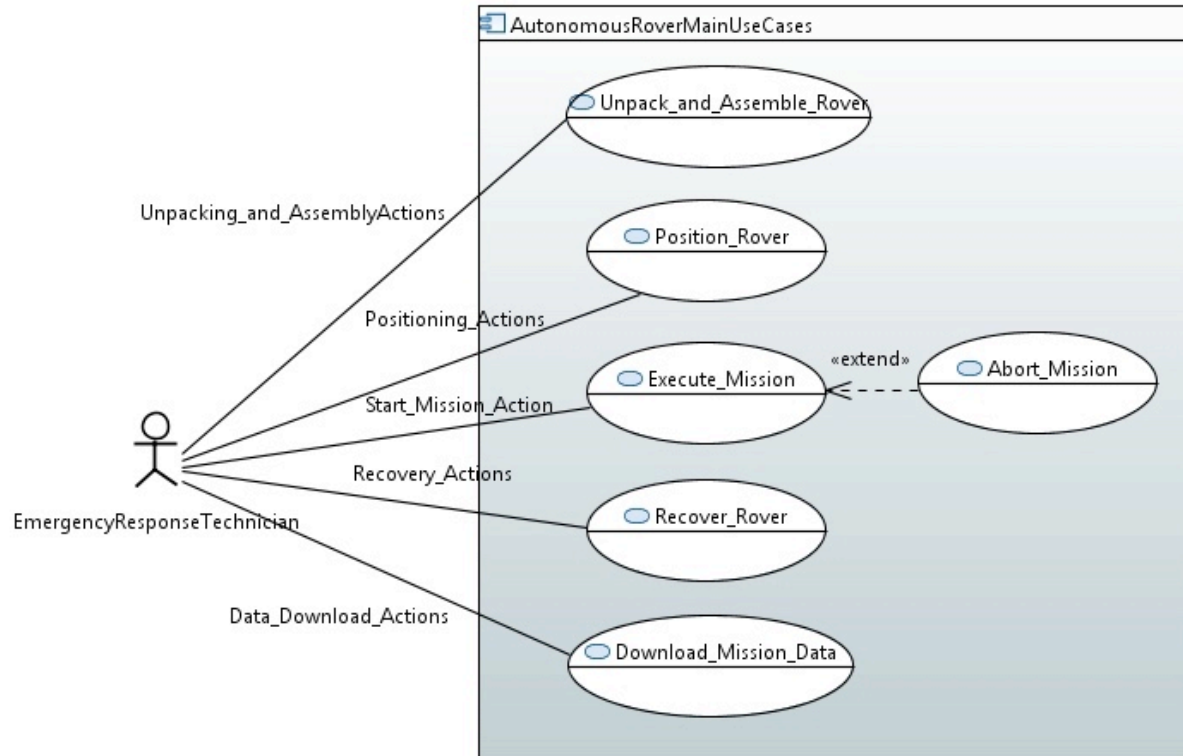 AutonomousRoverMainUseCases
Unpack_and_Assemble_Rover
Unpacking_and_AssemblyActions
Position_Rover
Positioning_Actions
«extend»
Execute_Mission
Abort_Mission
Start_Mission_Action
Recovery_Actions
Recover_Rover
EmergencyResponseTechnician
Data_Download_Actions
Download_Mission_Data